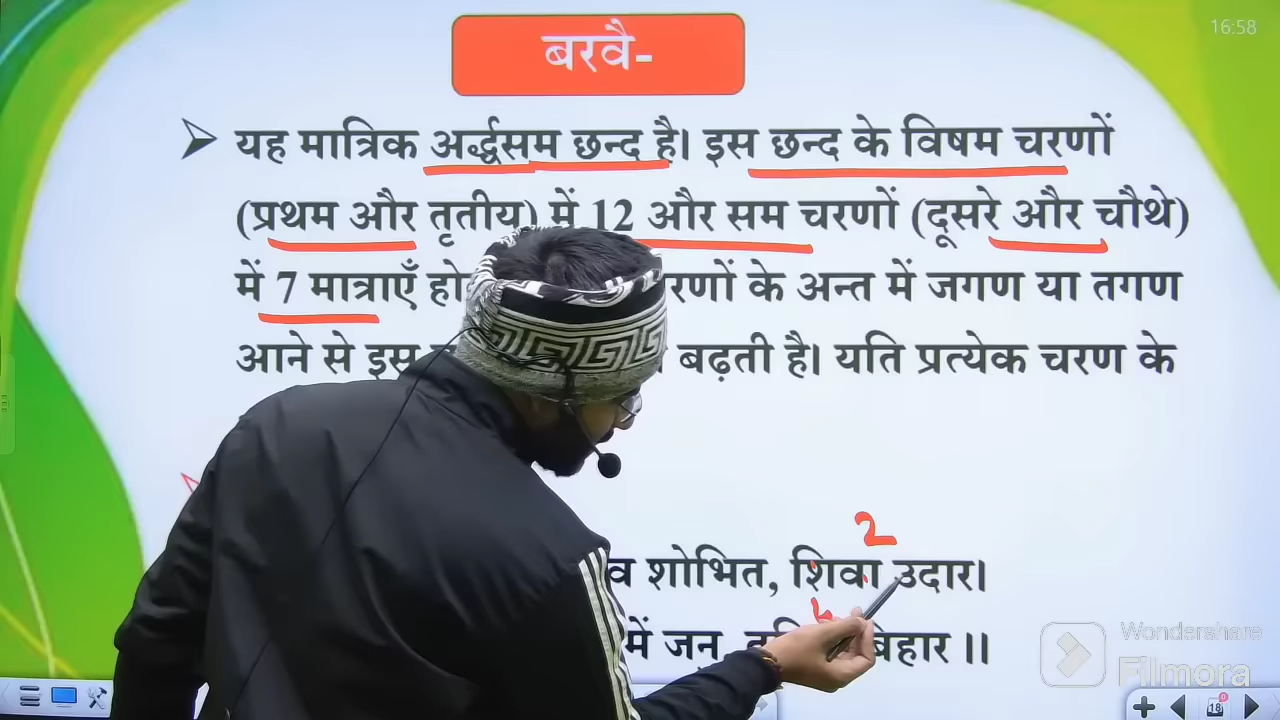 16:58
बरवै-
यह मात्रिक अर्द्धसम छन्द है। इस छन्द के विषम चरणों
(प्रथम और तृतीय) में 12 और सम चरणों (दूसरे और चौथे)
में 7 मात्राएँ के अन्त में जगण या तगण
आने से इस बढ़ती है। यति प्रत्येक चरण के
2
शोभित, शिवा उदार।
में जन बिहार ।।
Wondershare
Filmora
18